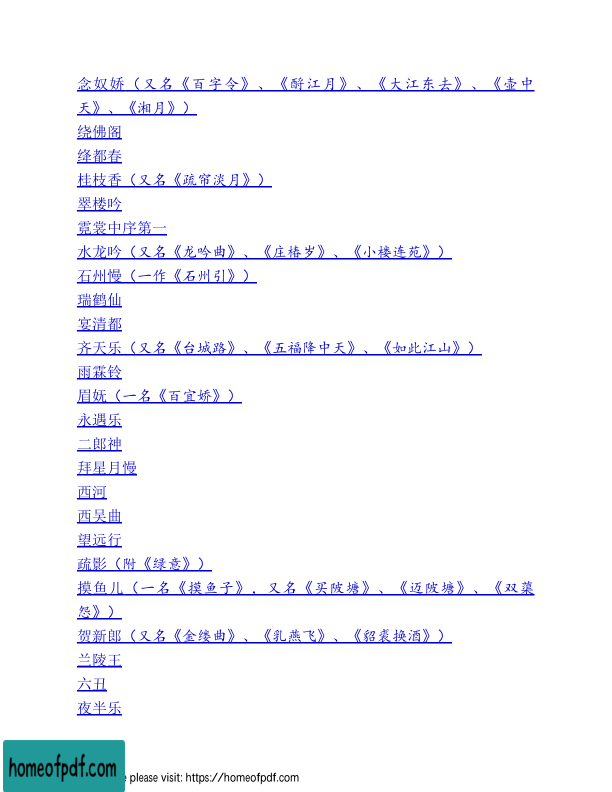 念奴娇（又名《百字令》、《酹江月》、《大江东去》、《壶中
天》、《湘月》）
绕佛阁
绛都春
桂枝香（又名《疏帘淡月》）
翠楼吟
霓裳中序第一
水龙吟（又名《龙吟曲》、《庄椿岁》、《小楼连苑》）
石州慢（一作《石州引》）
瑞鹤仙
宴清都
齐天乐（又名《台城路》、《五福降中天》、《如此江山》）
雨霖铃
眉妩（一名《百宜娇》）
永遇乐
二郎神
拜星月慢
西河
西吴曲
望远行
疏影（附《绿意》）
摸鱼儿（一名《摸鱼子》，又名《买陂塘》、《迈陂塘》、《双蕖
怨》）
贺新郎（又名《金缕曲》、《乳燕飞》、《貂裘换酒》）
兰陵王
六丑
夜半乐
homeofpdf.com
please visit: https://homeofpdf.com